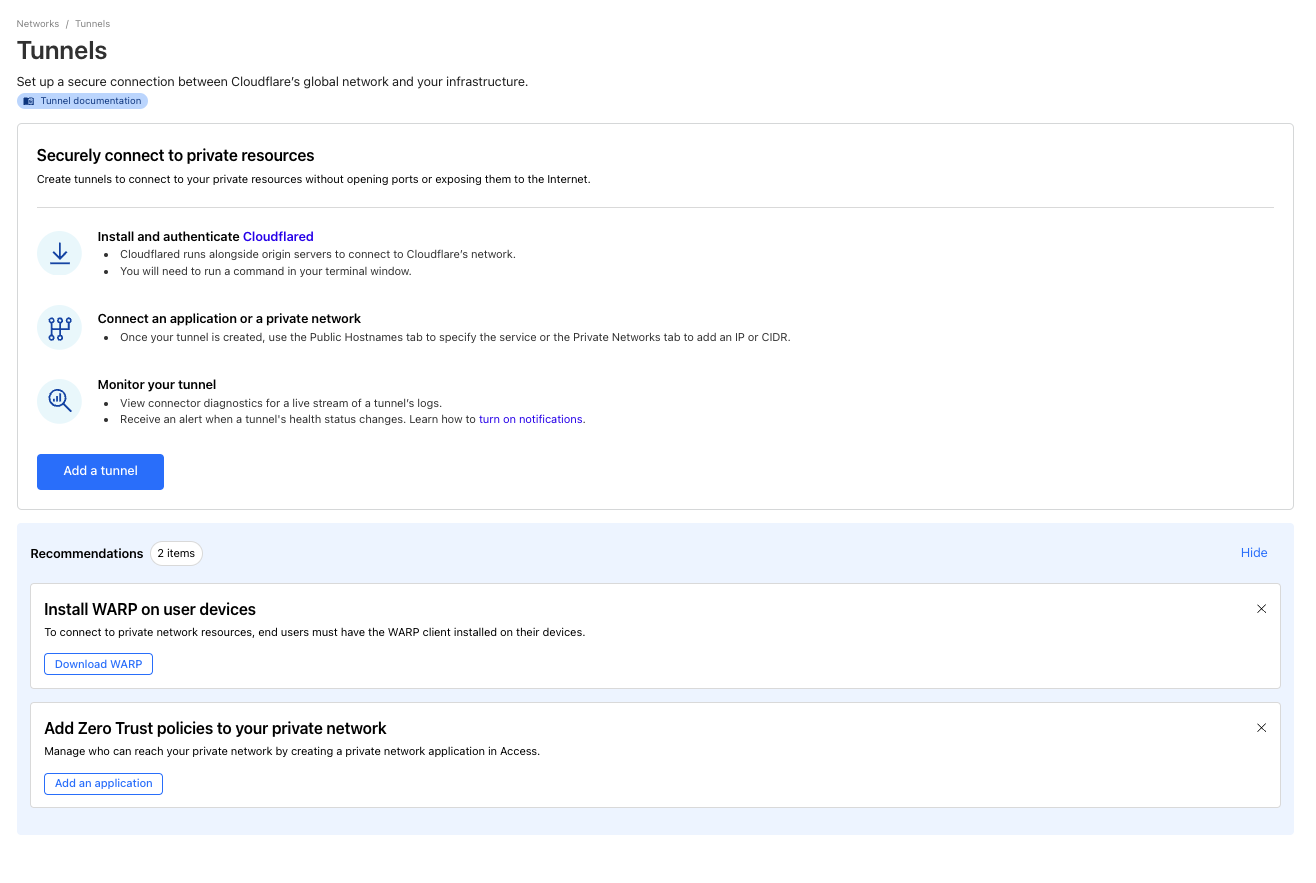 Networks / Tunnels
Tunnels
Set up a secure connection between Cloudflare’s global network and your infrastructure.
Tunnel documentation
Securely connect to private resources
Create tunnels to connect to your private resources without opening ports or exposing them to the Internet.
Install and authenticate Cloudflared
• Cloudflared runs alongside origin servers to connect to Cloudflare’s network.
• You will need to run a command in your terminal window.
Connect an application or a private network
• Once your tunnel is created, use the Public Hostnames tab to specify the service or the Private Networks tab to add an IP or CIDR.
Monitor your tunnel
• View connector diagnostics for a live stream of a tunnel’s logs.
• Receive an alert when a tunnel's health status changes. Learn how to turn on notifications.
Add a tunnel
Recommendations 2 items Hide
Install WARP on user devices
To connect to private network resources, end users must have the WARP client installed on their devices.
Download WARP
Add Zero Trust policies to your private network
Manage who can reach your private network by creating a private network application in Access.
Add an application